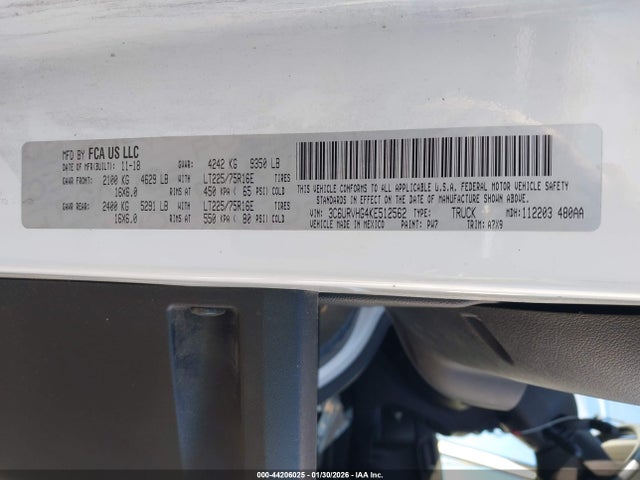 MFD BY FCA US LLC
DATE OF MFR(BUILT): 11-18 GVWR: 4242 KG 9350 LB
GAWR FRONT: 2100 KG 4629 LB WITH LT225/75R16E TIRES
16X6.0 RIMS AT 450 KPA ( 65 PSI) COLD
GAWR REAR: 2400 KG 5291 LB WITH LT225/75R16E TIRES
16X6.0 RIMS AT 550 KPA ( 80 PSI) COLD
THIS VEHICLE CONFORMS TO ALL APPLICABLE U.S.A. FEDERAL MOTOR VEHICLE SAFETY
STANDARDS IN EFFECT ON THE DATE OF MANUFACTURE SHOWN ABOVE.
VIN: 3C6URVHG4KE512562 TYPE: TRUCK MDH:112203 480AA
VEHICLE MADE IN MEXICO PAINT: PW7 TRIM: A7X9
000-44206025 | 01/30/2026 | IAA Inc.